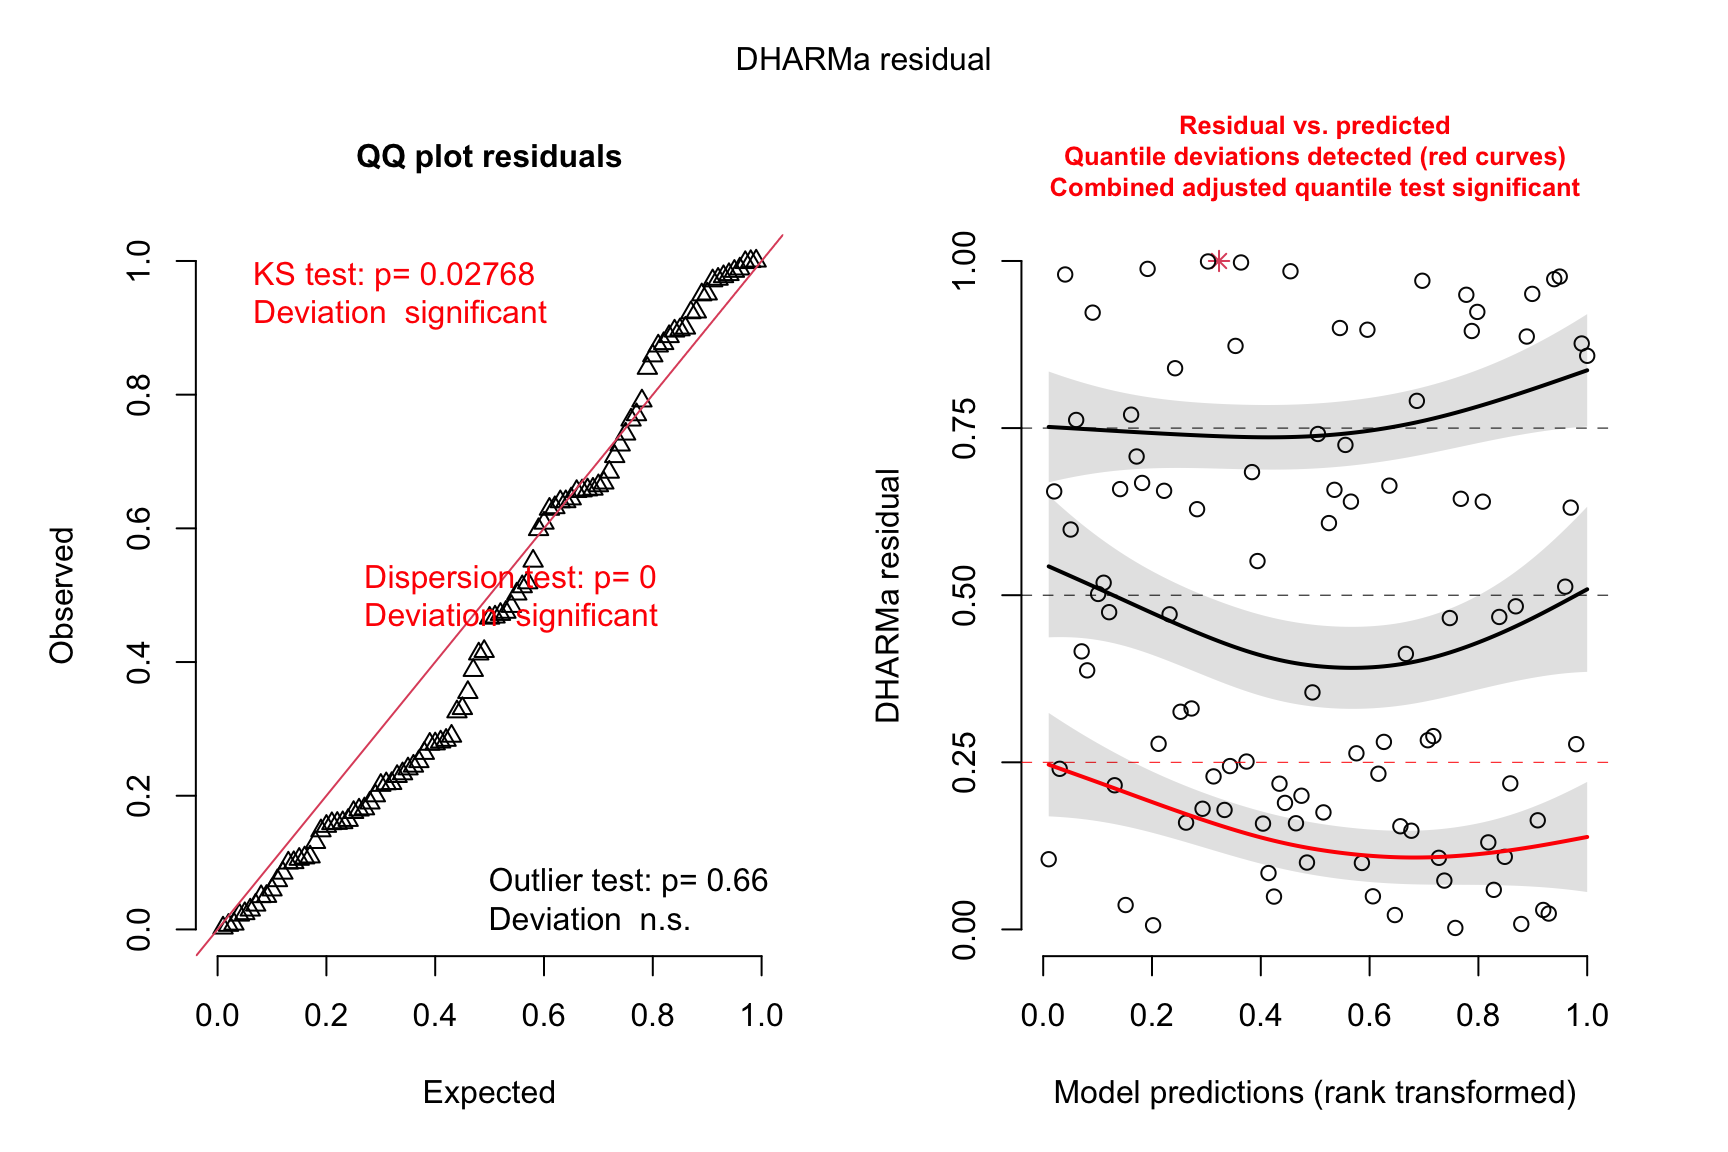 DHARMa residual
QQ plot residuals
KS test: p= 0.02768
Deviation  significant
Dispersion test: p= 0
Deviation  significant
Outlier test: p= 0.66
Deviation  n.s.
Observed
0.0
0.2
0.4
0.6
0.8
1.0
0.0 0.2 0.4 0.6 0.8 1.0
Expected
Residual vs. predicted
Quantile deviations detected (red curves)
Combined adjusted quantile test significant
DHARMa residual
0.00
0.25
0.50
0.75
1.00
0.0 0.2 0.4 0.6 0.8 1.0
Model predictions (rank transformed)